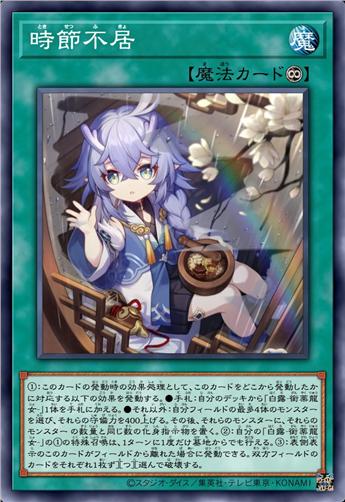 時節不居
魔
【魔法カード】
①:このカードの発動時の効果処理として、このカードをどこから発動したか
に対応する以下の効果を発動する。●手札:自分のデッキから「白露-銜薬龍
女-」1体を手札に加える。●それ以外:自分フィールドの最多4体のモンスター
を選び、それらの守備力を400上げる。その後、それらのモンスターに、それらの
モンスターの数量と同じ数の化身指示物を置く。②:自分の「白露-銜薬龍
女-」の①の特殊召喚は、1ターンに1度だけ墓地からでも行える。③:表側表
示のこのカードがフィールドから離れた場合に発動できる。双方フィールドの
カードをそれぞれ1枚ずつ選んで破壊する。
©スタジオ・ダイス/集英社・テレビ東京・KONAMI